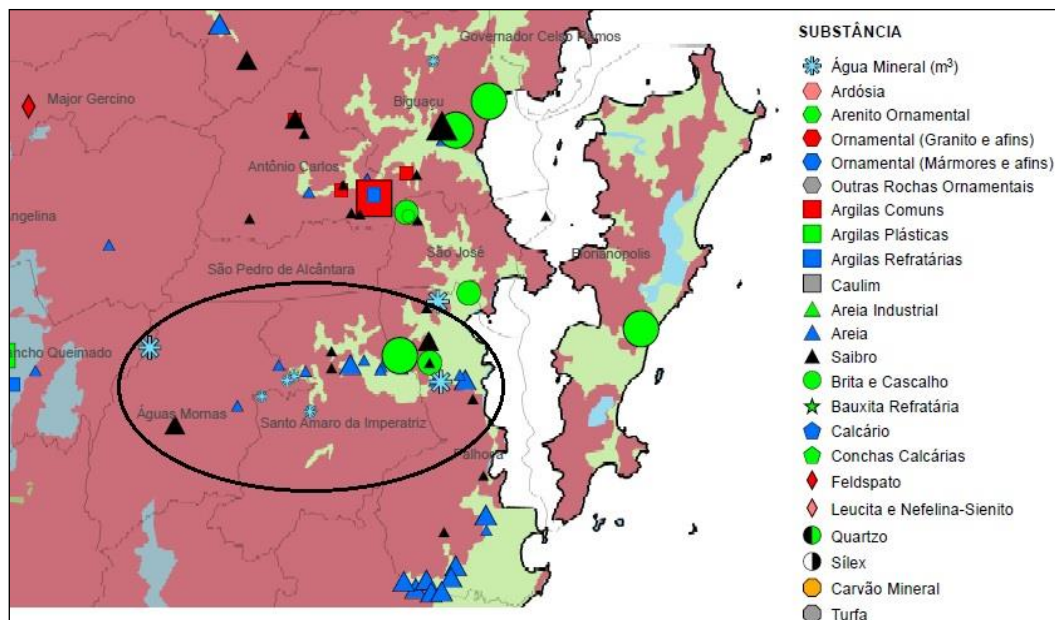 Governador Celso Ramos
Major Gercino
Biguaçu
Antônio Carlos
angelina
São José
Florianópolis
São Pedro de Alcântara
ancho Queimado
Águas Mornas
Santo Amaro da Imperatriz
Palhoça
SUBSTÂNCIA
Água Mineral (m³)
Ardósia
Arenito Ornamental
Ornamental (Granito e afins)
Ornamental (Mármores e afins)
Outras Rochas Ornamentais
Argilas Comuns
Argilas Plásticas
Argilas Refratárias
Caulim
Areia Industrial
Areia
Saibro
Brita e Cascalho
Bauxita Refratária
Calcário
Conchas Calcárias
Feldspato
Leucita e Nefelina-Sienito
Quartzo
Sílex
Carvão Mineral
Turfa